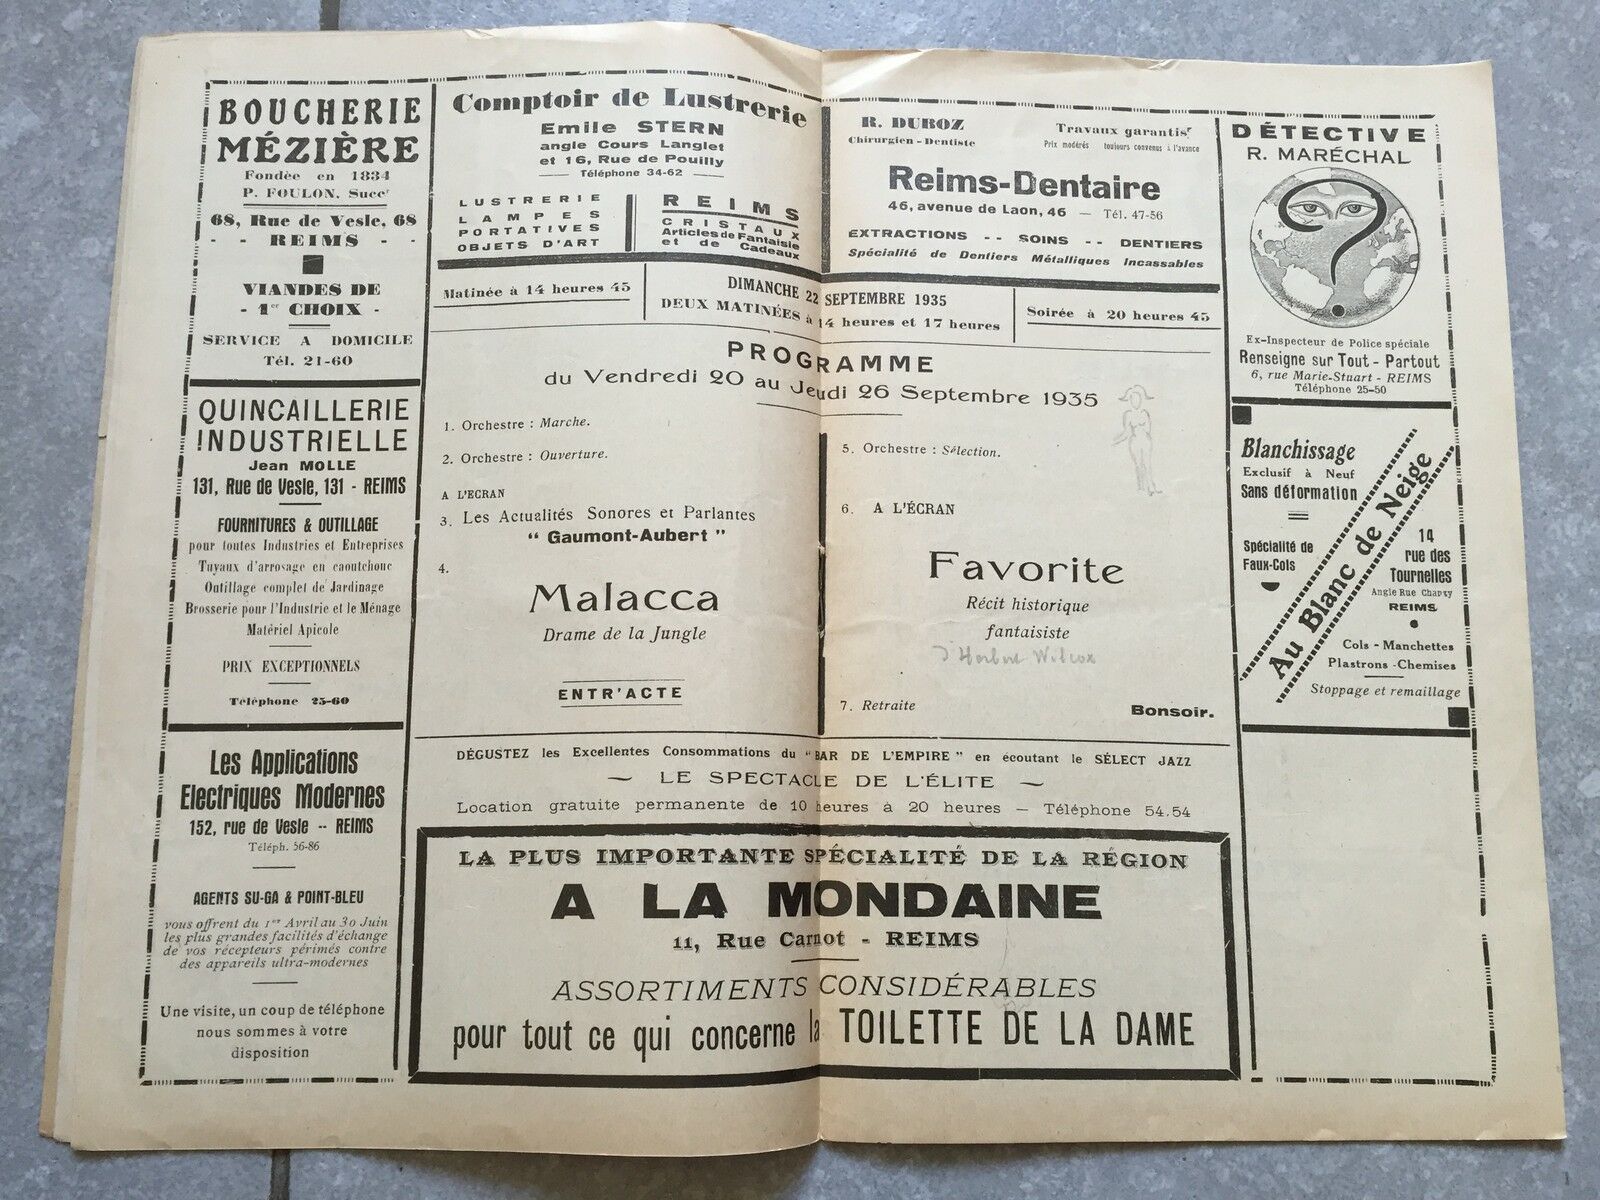 BOUCHERIE
MÉZIÈRE
Fondée en 1834
P. FOULON, Succr
68, Rue de Vesle, 68
- - REIMS - -
VIANDES DE
- 1er CHOIX -
SERVICE A DOMICILE
Tél. 21-60
QUINCAILLERIE
INDUSTRIELLE
Jean MOLLE
131, Rue de Vesle, 131 - REIMS
FOURNITURES & OUTILLAGE
pour toutes Industries et Entreprises
Tuyaux d'arrosage en caoutchouc
Outillage complet de Jardinage
Brosserie pour l'Industrie et le Ménage
Matériel Apicole
PRIX EXCEPTIONNELS
Téléphone 25-60
Les Applications
Electriques Modernes
152, rue de Vesle -- REIMS
Téléph. 56-86
AGENTS SU-GA & POINT-BLEU
vous offrent du 1er Avril au 30 Juin
les plus grandes facilités d'échange
de vos récepteurs périmés contre
des appareils ultra-modernes
Une visite, un coup de téléphone
nous sommes à votre
disposition
Comptoir de Lustrerie
Emile STERN
angle Cours Langlet
et 16, Rue de Pouilly
Téléphone 34-62
LUSTRERIE
LAMPES
PORTATIVES
OBJETS D'ART
REIMS
CRISTAUX
Articles de Fantaisie
et de Cadeaux
R. DUBOZ
Chirurgien-Dentiste
Travaux garantisr
Prix modérés toujours convenus à l'avance
Reims-Dentaire
46, avenue de Laon, 46 — Tél. 47-56
EXTRACTIONS -- SOINS -- DENTIERS
Spécialité de Dentiers Métalliques Incassables
Matinée à 14 heures 45
DIMANCHE 22 SEPTEMBRE 1935
DEUX MATINÉES à 14 heures et 17 heures
Soirée à 20 heures 45
PROGRAMME
du Vendredi 20 au Jeudi 26 Septembre 1935
1. Orchestre : Marche.
2. Orchestre : Ouverture.
A L'ECRAN
3. Les Actualités Sonores et Parlantes
" Gaumont-Aubert "
4.
Malacca
Drame de la Jungle
ENTR'ACTE
5. Orchestre : Sélection.
6. A L'ÉCRAN
Favorite
Récit historique
fantaisiste
d'Herbert Wilcox
7. Retraite
Bonsoir.
DÉGUSTEZ les Excellentes Consommations du "BAR DE L'EMPIRE" en écoutant le SÉLECT JAZZ
~ LE SPECTACLE DE L'ÉLITE ~
Location gratuite permanente de 10 heures à 20 heures — Téléphone 54.54
LA PLUS IMPORTANTE SPÉCIALITÉ DE LA RÉGION
A LA MONDAINE
11, Rue Carnot - REIMS
ASSORTIMENTS CONSIDÉRABLES
pour tout ce qui concerne la TOILETTE DE LA DAME
DÉTECTIVE
R. MARÉCHAL
?
Ex-Inspecteur de Police spéciale
Renseigne sur Tout - Partout
6, rue Marie-Stuart - REIMS
Téléphone 25-50
Blanchissage
Exclusif à Neuf
Sans déformation
Spécialité de
Faux-Cols
Au Blanc de Neige
14
rue des
Tournelles
Angle Rue Chanzy
REIMS
Cols - Manchettes
Plastrons - Chemises
Stoppage et remaillage